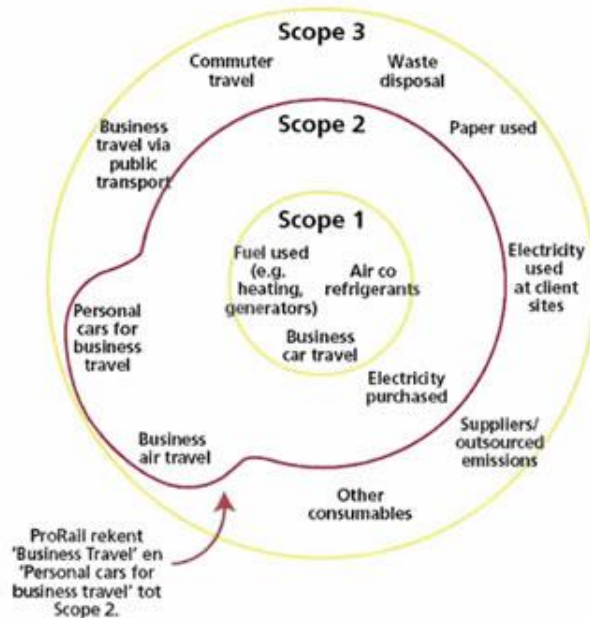 Scope 3
Commuter
travel
Waste
disposal
Business
travel via
public
transport
Scope 2
Paper used
Scope 1
Fuel used
(e.g.
heating,
generators)
Air co
refrigerants
Business
car travel
Electricity
used
at client
sites
Personal
cars for
business
travel
Electricity
purchased
Business
air travel
Suppliers/
outsourced
emissions
Other
consumables
ProRail rekent
'Business Travel' en
'Personal cars for
business travel' tot
Scope 2.